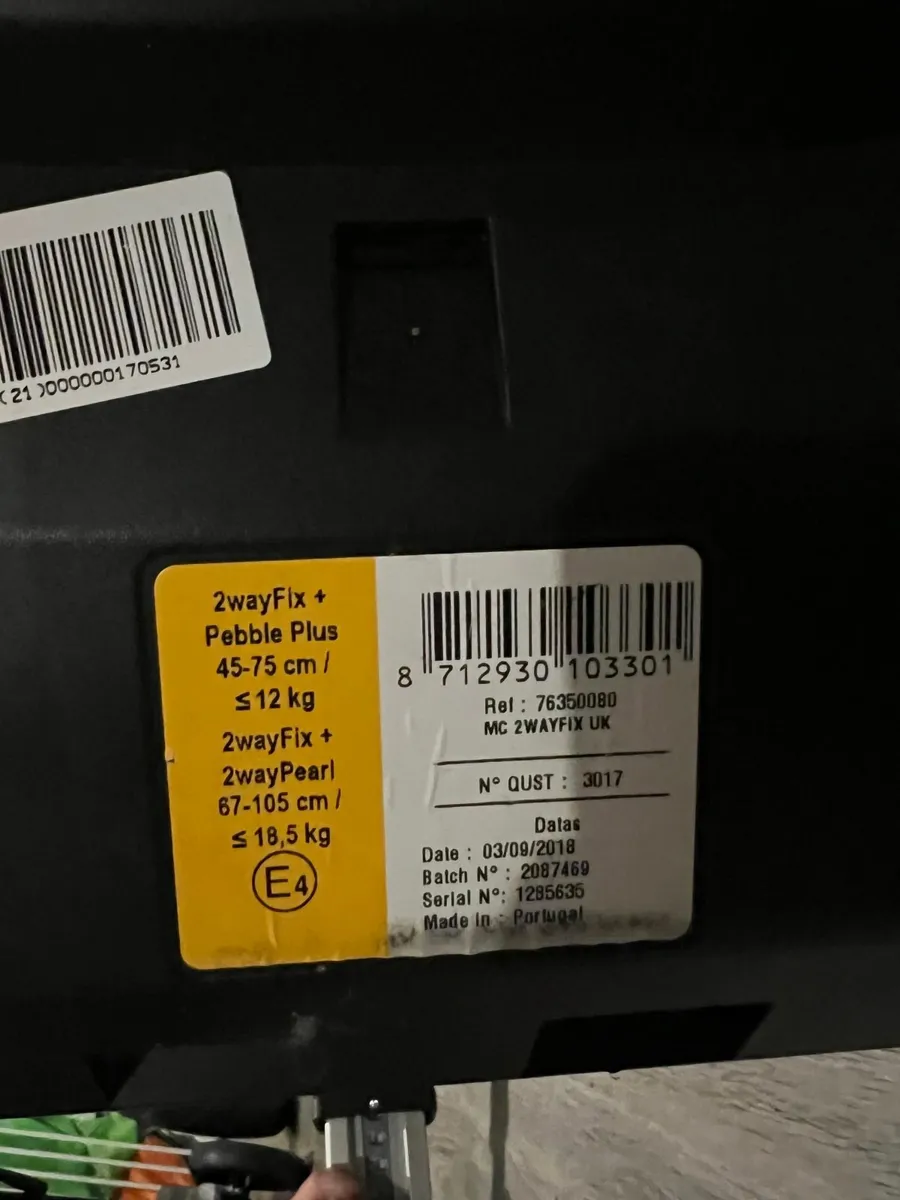 (21)000000170531
2wayFix +
Pebble Plus
45-75 cm /
≤12 kg
2wayFix +
2wayPearl
67-105 cm /
≤ 18,5 kg
E4
8 712930 103301
Ref : 76350080
MC 2WAYFIX UK
N° QUST : 3017
Datas
Date : 03/09/2018
Batch N° : 2087469
Serial N°: 1285635
Made in : Portugal